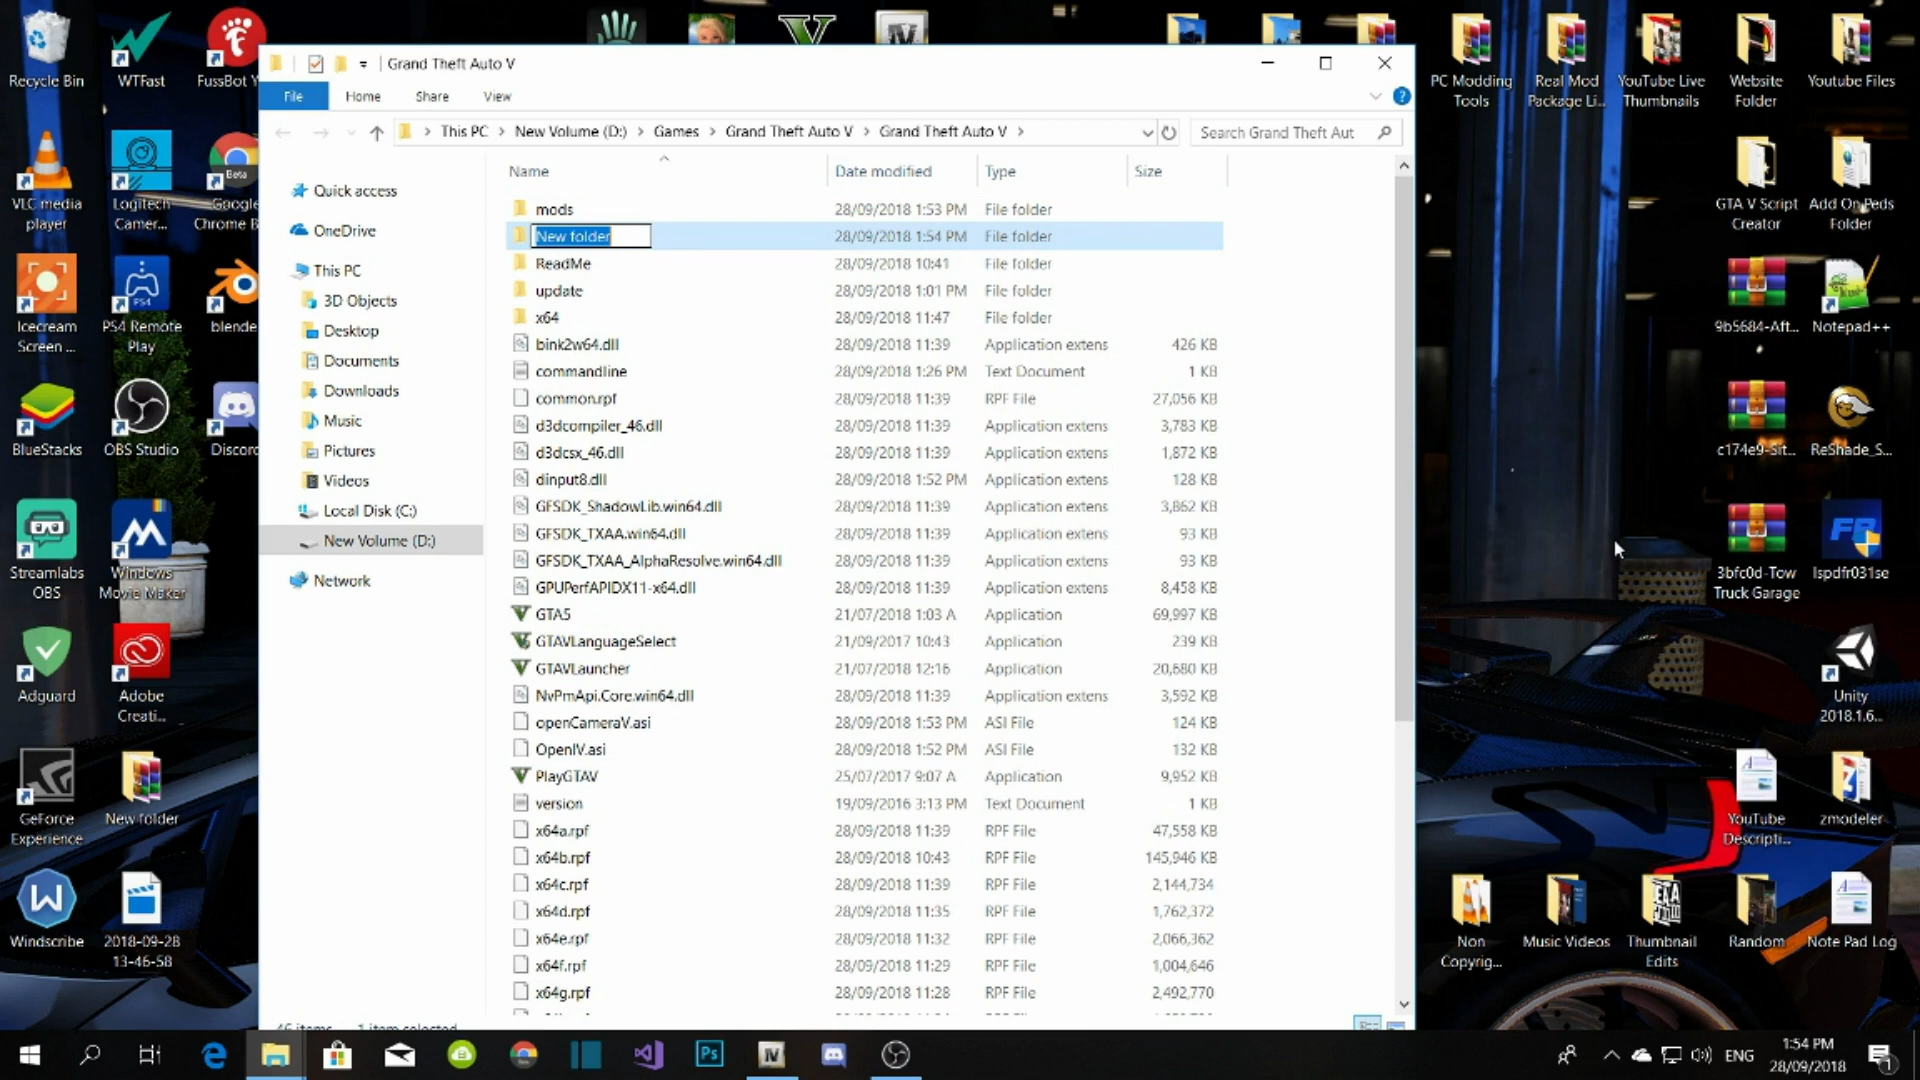 Recycle Bin
WTFast
FussBot
VLC media
player
Logitech
Camer...
Google
Chrome B
Beta
Icecream
Screen ...
PS4
PS4 Remote
Play
blende
BlueStacks
OBS Studio
Discord
Streamlabs
OBS
Windows
Movie Maker
Adguard
Adobe
Creati...
GeForce
Experience
New folder
Windscribe
2018-09-28
13-46-58
Grand Theft Auto V
File
Home
Share
View
This PC > New Volume (D:) > Games > Grand Theft Auto V > Grand Theft Auto V >
Search Grand Theft Aut
Quick access
OneDrive
This PC
3D Objects
Desktop
Documents
Downloads
Music
Pictures
Videos
Local Disk (C:)
New Volume (D:)
Network
Name Date modified Type Size
mods 28/09/2018 1:53 PM File folder
New folder 28/09/2018 1:54 PM File folder
ReadMe 28/09/2018 10:41 File folder
update 28/09/2018 1:01 PM File folder
x64 28/09/2018 11:47 File folder
bink2w64.dll 28/09/2018 11:39 Application extens 426 KB
commandline 28/09/2018 1:26 PM Text Document 1 KB
common.rpf 28/09/2018 11:39 RPF File 27,056 KB
d3dcompiler_46.dll 28/09/2018 11:39 Application extens 3,783 KB
d3dcsx_46.dll 28/09/2018 11:39 Application extens 1,872 KB
dinput8.dll 28/09/2018 1:52 PM Application extens 128 KB
GFSDK_ShadowLib.win64.dll 28/09/2018 11:39 Application extens 3,862 KB
GFSDK_TXAA.win64.dll 28/09/2018 11:39 Application extens 93 KB
GFSDK_TXAA_AlphaResolve.win64.dll 28/09/2018 11:39 Application extens 93 KB
GPUPerfAPIDX11-x64.dll 28/09/2018 11:39 Application extens 8,458 KB
GTA5 21/07/2018 1:03 A Application 69,997 KB
GTAVLanguageSelect 21/09/2017 10:43 Application 239 KB
GTAVLauncher 21/07/2018 12:16 Application 20,680 KB
NvPmApi.Core.win64.dll 28/09/2018 11:39 Application extens 3,592 KB
openCameraV.asi 28/09/2018 1:53 PM ASI File 124 KB
OpenIV.asi 28/09/2018 1:52 PM ASI File 132 KB
PlayGTAV 25/07/2017 9:07 A Application 9,952 KB
version 19/09/2016 3:13 PM Text Document 1 KB
x64a.rpf 28/09/2018 11:39 RPF File 47,558 KB
x64b.rpf 28/09/2018 10:43 RPF File 145,946 KB
x64c.rpf 28/09/2018 11:39 RPF File 2,144,734
x64d.rpf 28/09/2018 11:35 RPF File 1,762,372
x64e.rpf 28/09/2018 11:32 RPF File 2,066,362
x64f.rpf 28/09/2018 11:29 RPF File 1,004,646
x64g.rpf 28/09/2018 11:28 RPF File 2,492,770
46 items 1 item selected
PC Modding
Tools
Real Mod
Package Li...
YouTube Live
Thumbnails
Website
Folder
Youtube Files
GTA V Script
Creator
Add On Peds
Folder
9b5684-Aft...
Notepad++
c174e9-Sit...
ReShade_S...
3bfc0d-Tow
Truck Garage
lspdfr031se
Unity
2018.1.6...
YouTube
Descripti...
zmodeler
Non
Copyrig...
Music Videos
Thumbnail
Edits
Random
Note Pad Log
Ps
ENG
1:54 PM
28/09/2018
1